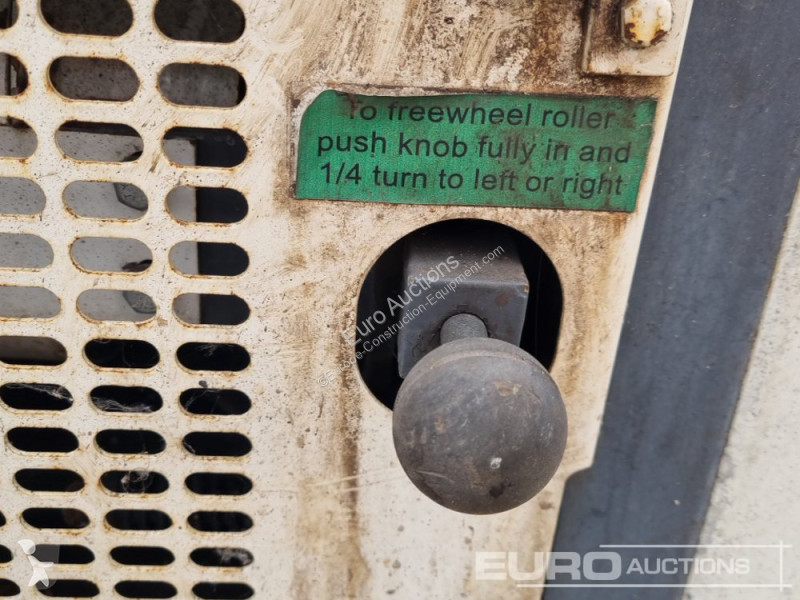 To freewheel roller
push knob fully in and
1/4 turn to left or right
Euro Auctions
e-Construction-Equipment.com
EURO AUCTIONS